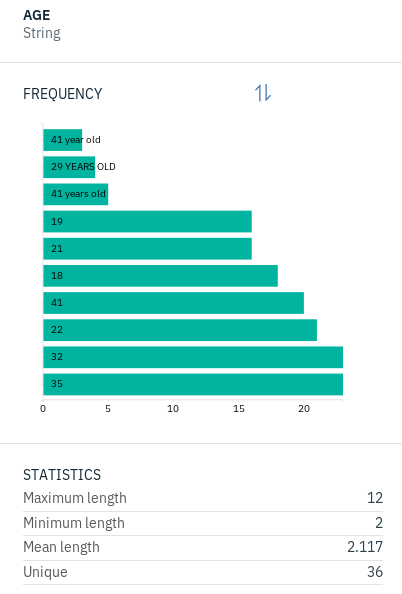 AGE
String
FREQUENCY
41 year old
29 YEARS OLD
41 years old
19
21
18
41
22
32
35
0 5 10 15 20
STATISTICS
Maximum length 12
Minimum length 2
Mean length 2.117
Unique 36